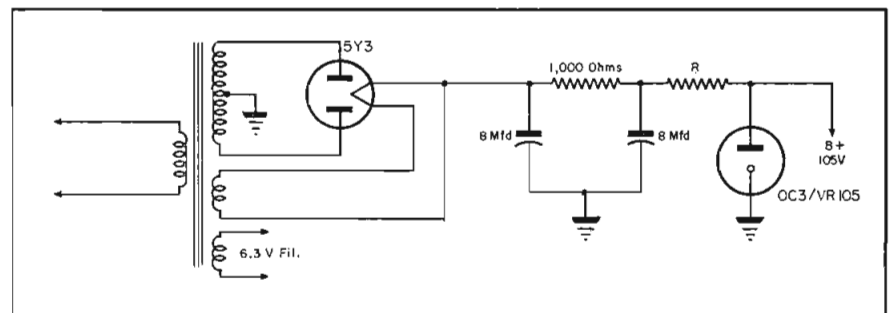 5Y3
1,000 Ohms
R
8 Mfd
8 Mfd
B+
105V
OC3/VR105
6.3 V Fil.